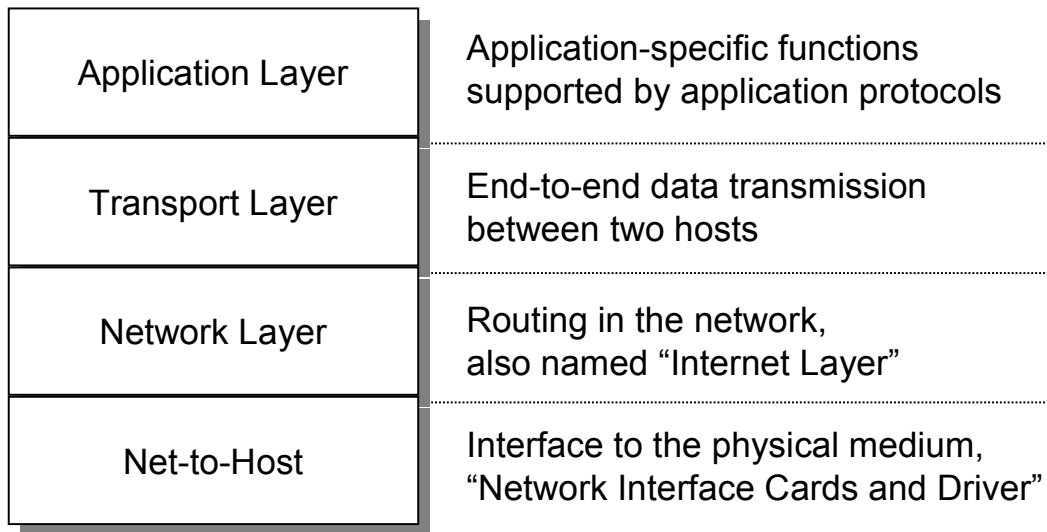 Application Layer
Application-specific functions
supported by application protocols
Transport Layer
End-to-end data transmission
between two hosts
Network Layer
Routing in the network,
also named “Internet Layer”
Net-to-Host
Interface to the physical medium,
“Network Interface Cards and Driver”